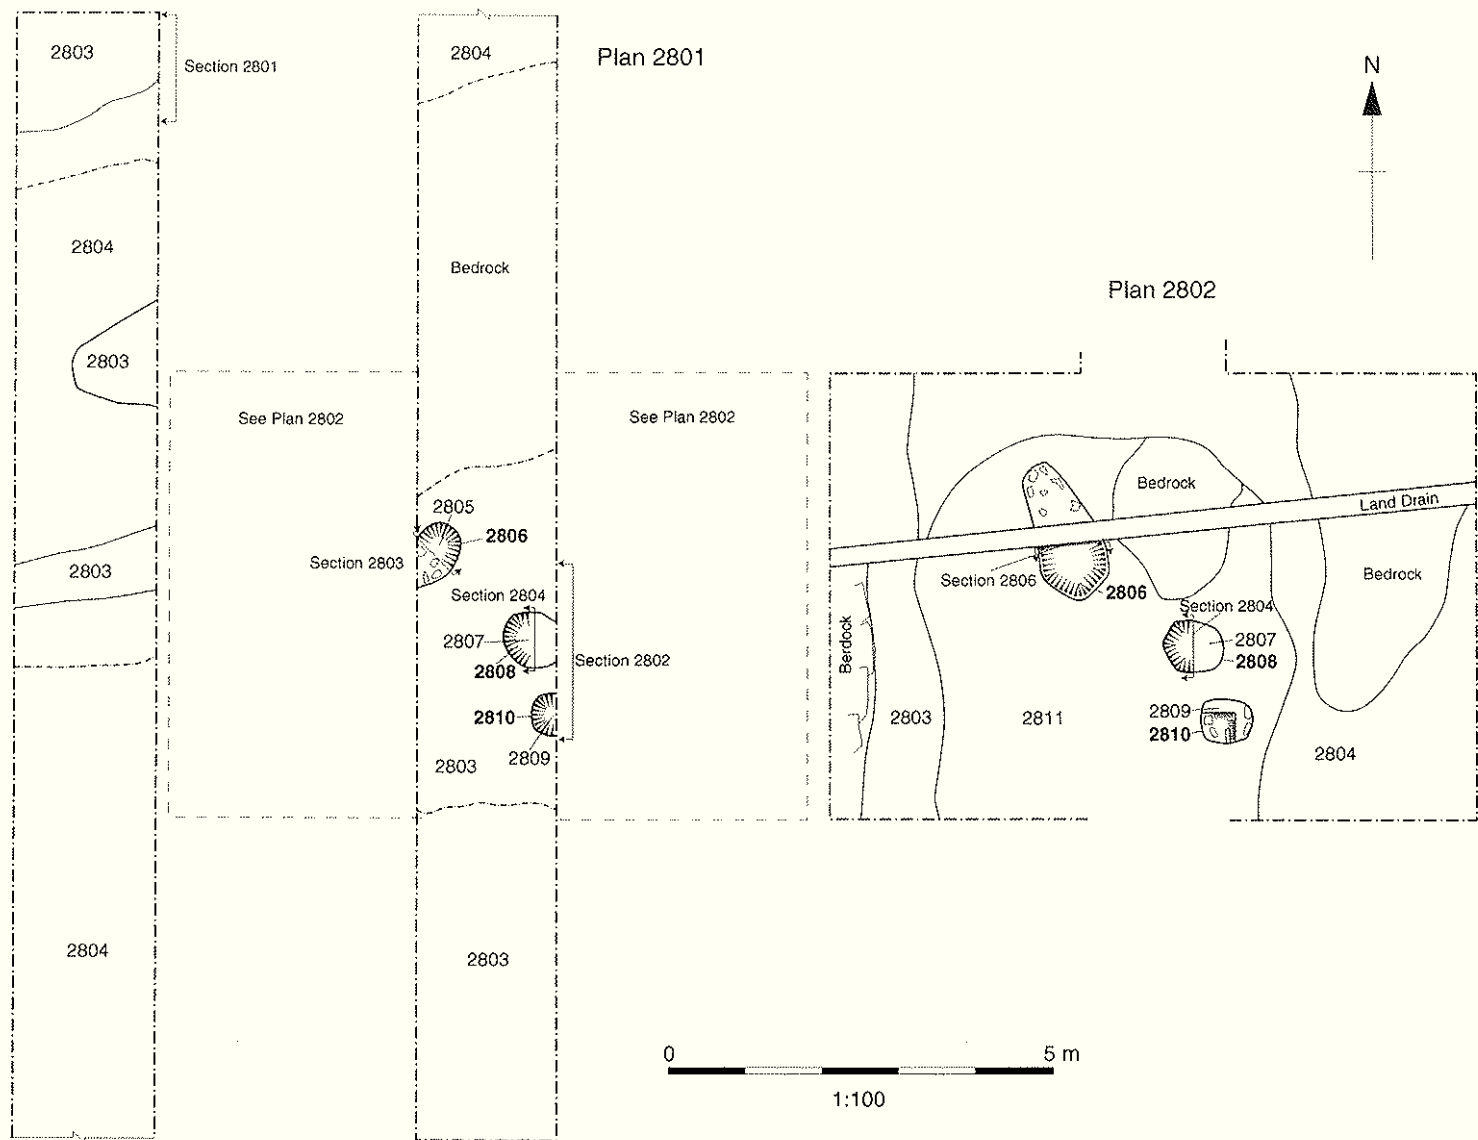 2803
Section 2801
2804
2803
2803
2804
Plan 2801
2804
Bedrock
See Plan 2802
See Plan 2802
2805
2806
Section 2803
Section 2804
2807
2808
Section 2802
2810
2809
2803
2803
N
Plan 2802
Bedrock
Land Drain
Section 2806
2806
Bedrock
Section 2804
2807
2808
Berdock
2803
2811
2809
2810
2804
0 5 m
1:100